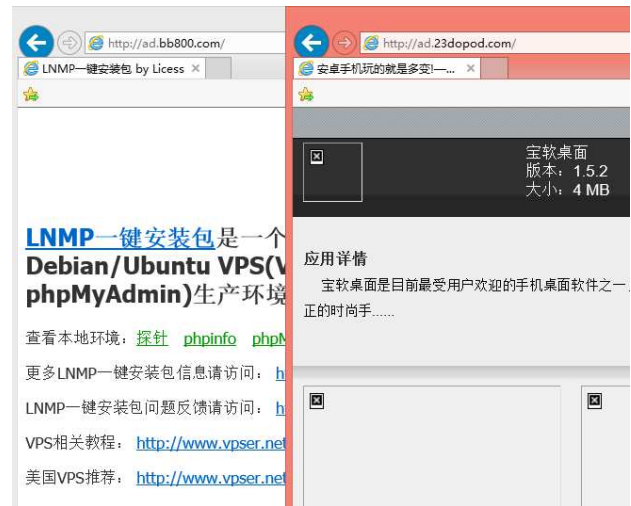 http://ad.bb800.com/
LNMP一键安装包 by Licess ×
LNMP一键安装包是一个
Debian/Ubuntu VPS(V
phpMyAdmin)生产环境
查看本地环境: 探针 phpinfo phpM
更多LNMP一键安装包信息请访问: h
LNMP一键安装包问题反馈请访问: h
VPS相关教程: http://www.vpser.net
美国VPS推荐: http://www.vpser.net
http://ad.23dopod.com/
安卓手机玩的就是多变!—... ×
宝软桌面
版本: 1.5.2
大小: 4 MB
应用详情
宝软桌面是目前最受用户欢迎的手机桌面软件之一
正的时尚手......